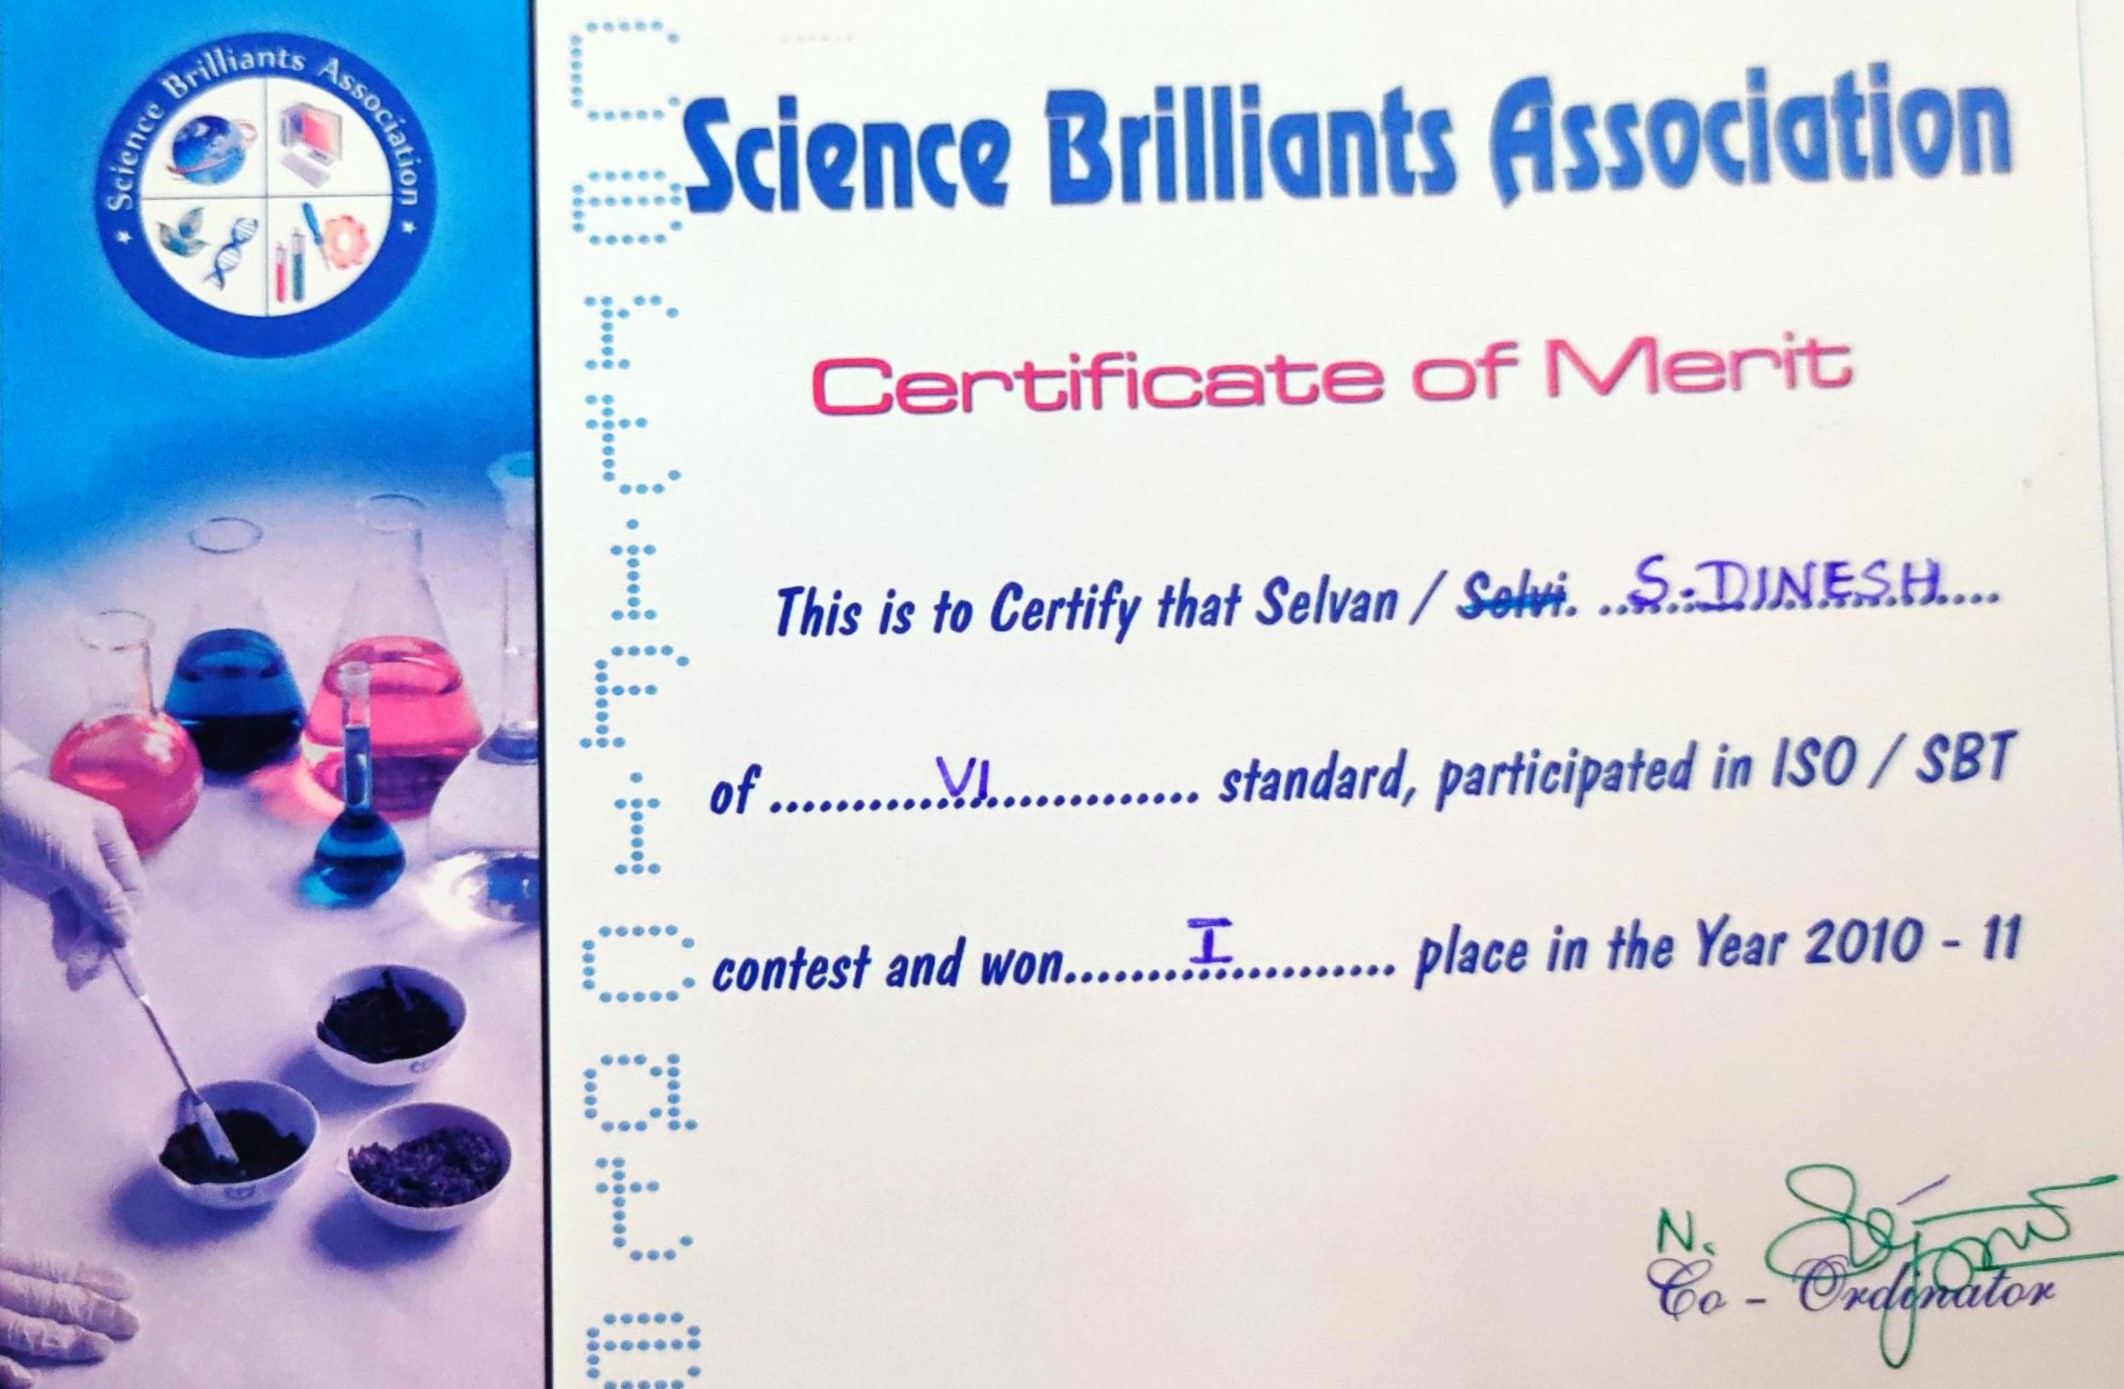 Science Brilliants Association
Certificate
Science Brilliants Association
Certificate of Merit
This is to Certify that Selvan / Selvi. S. DINESH
of VI standard, participated in ISO / SBT
contest and won I place in the Year 2010 - 11
N.
Co - Ordinator